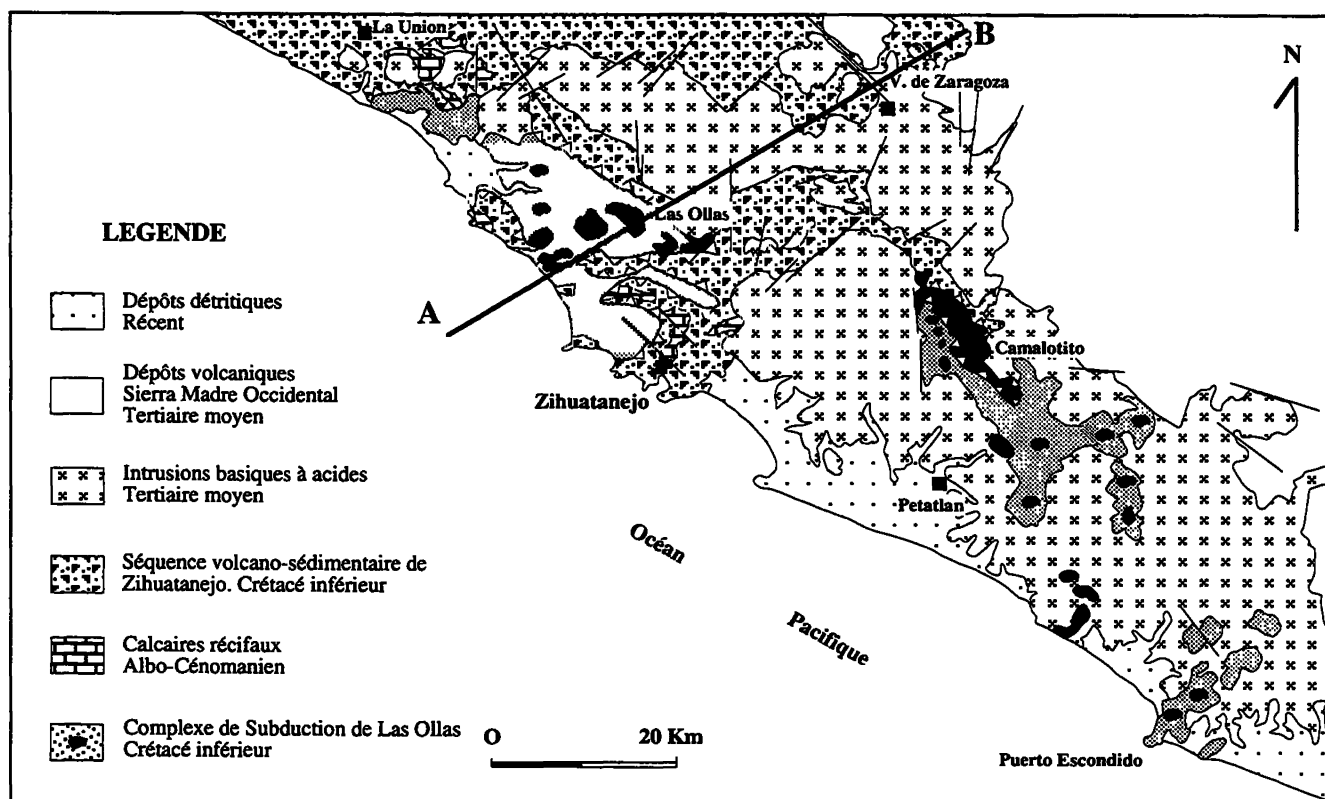 La Union
B
N
V. de Zaragoza
Las Ollas
LEGENDE
A
Dépôts détritiques
Récent
Camalotito
Dépôts volcaniques
Sierra Madre Occidental
Tertiaire moyen
Zihuatanejo
Intrusions basiques à acides
Tertiaire moyen
Petatlan
Océan
Pacifique
Séquence volcano-sédimentaire de
Zihuatanejo. Crétacé inférieur
Calcaires récifaux
Albo-Cénomanien
Complexe de Subduction de Las Ollas
Crétacé inférieur
O 20 Km
Puerto Escondido